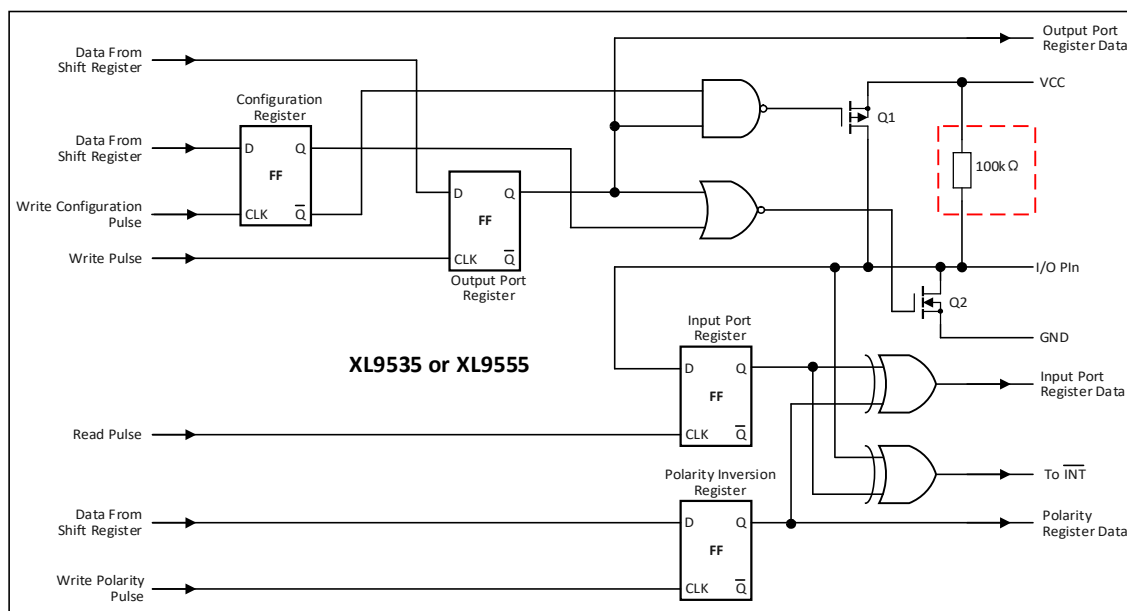 Output Port
Register Data
Data From
Shift Register
VCC
Configuration
Register
Q1
Data From
Shift Register
D
Q
100kΩ
FF
D
Q
Write Configuration
Pulse
CLK
Q̅
FF
Write Pulse
CLK
Q̅
I/O PIn
Output Port
Register
Q2
Input Port
Register
GND
XL9535 or XL9555
D
Q
Input Port
Register Data
FF
Read Pulse
CLK
Q̅
To I̅N̅T̅
Polarity Inversion
Register
Data From
Shift Register
D
Q
Polarity
Register Data
FF
Write Polarity
Pulse
CLK
Q̅